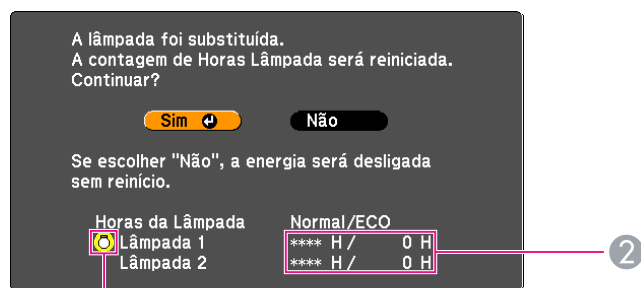 A lâmpada foi substituída.
A contagem de Horas Lâmpada será reiniciada.
Continuar?
Sim Não
Se escolher "Não", a energia será desligada
sem reinício.
Horas da Lâmpada Normal/ECO
Lâmpada 1 **** H/ 0 H
Lâmpada 2 **** H/ 0 H
2